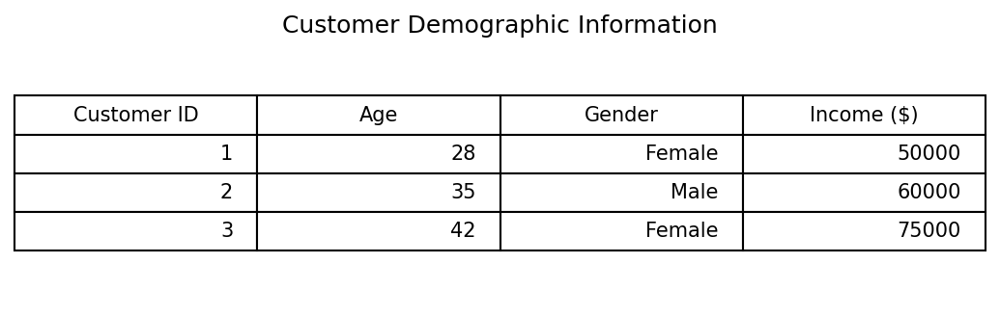 Customer Demographic Information
Customer ID Age Gender Income ($)
1 28 Female 50000
2 35 Male 60000
3 42 Female 75000